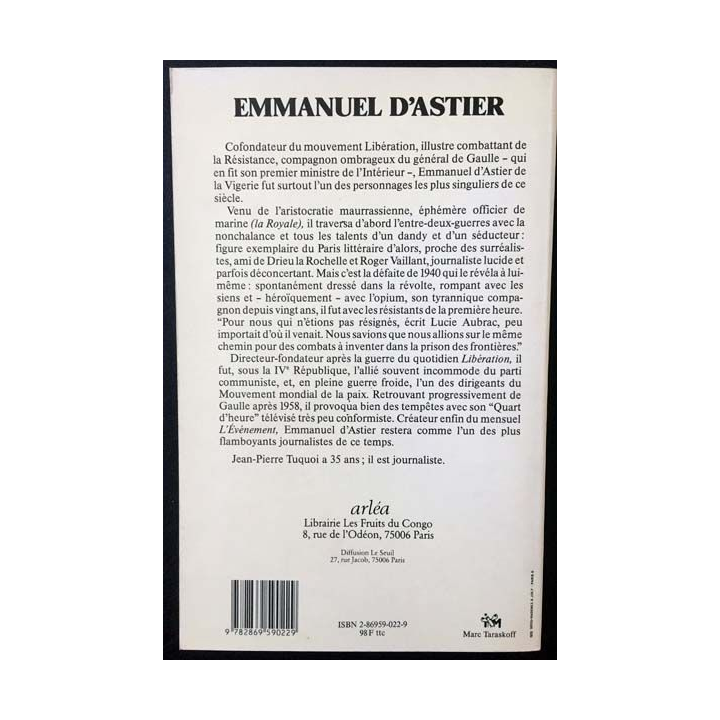 EMMANUEL D'ASTIER
Cofondateur du mouvement Libération, illustre combattant de
la Résistance, compagnon ombrageux du général de Gaulle – qui
en fit son premier ministre de l'Intérieur –, Emmanuel d'Astier de
la Vigerie fut surtout l'un des personnages les plus singuliers de ce
siècle.
Venu de l'aristocratie maurrassienne, éphémère officier de
marine (la Royale), il traversa d'abord l'entre-deux-guerres avec la
nonchalance et tous les talents d'un dandy et d'un séducteur :
figure exemplaire du Paris littéraire d'alors, proche des surréalis-
tes, ami de Drieu la Rochelle et Roger Vaillant, journaliste lucide et
parfois déconcertant. Mais c'est la défaite de 1940 qui le révéla à lui-
même : spontanément dressé dans la révolte, rompant avec les
siens et – héroïquement – avec l'opium, son tyrannique compa-
gnon depuis vingt ans, il fut avec les résistants de la première heure.
"Pour nous qui n'étions pas résignés, écrit Lucie Aubrac, peu
importait d'où il venait. Nous savions que nous allions sur le même
chemin pour des combats à inventer dans la prison des frontières."
Directeur-fondateur après la guerre du quotidien Libération, il
fut, sous la IVe République, l'allié souvent incommode du parti
communiste, et, en pleine guerre froide, l'un des dirigeants du
Mouvement mondial de la paix. Retrouvant progressivement de
Gaulle après 1958, il provoqua bien des tempêtes avec son "Quart
d'heure" télévisé très peu conformiste. Créateur enfin du mensuel
L'Événement, Emmanuel d'Astier restera comme l'un des plus
flamboyants journalistes de ce temps.
Jean-Pierre Tuquoi a 35 ans ; il est journaliste.
arléa
Librairie Les Fruits du Congo
8, rue de l'Odéon, 75006 Paris
Diffusion Le Seuil
27, rue Jacob, 75006 Paris
9 782869 590229
ISBN 2-86959-022-9
98 F ttc
Marc Taraskoff